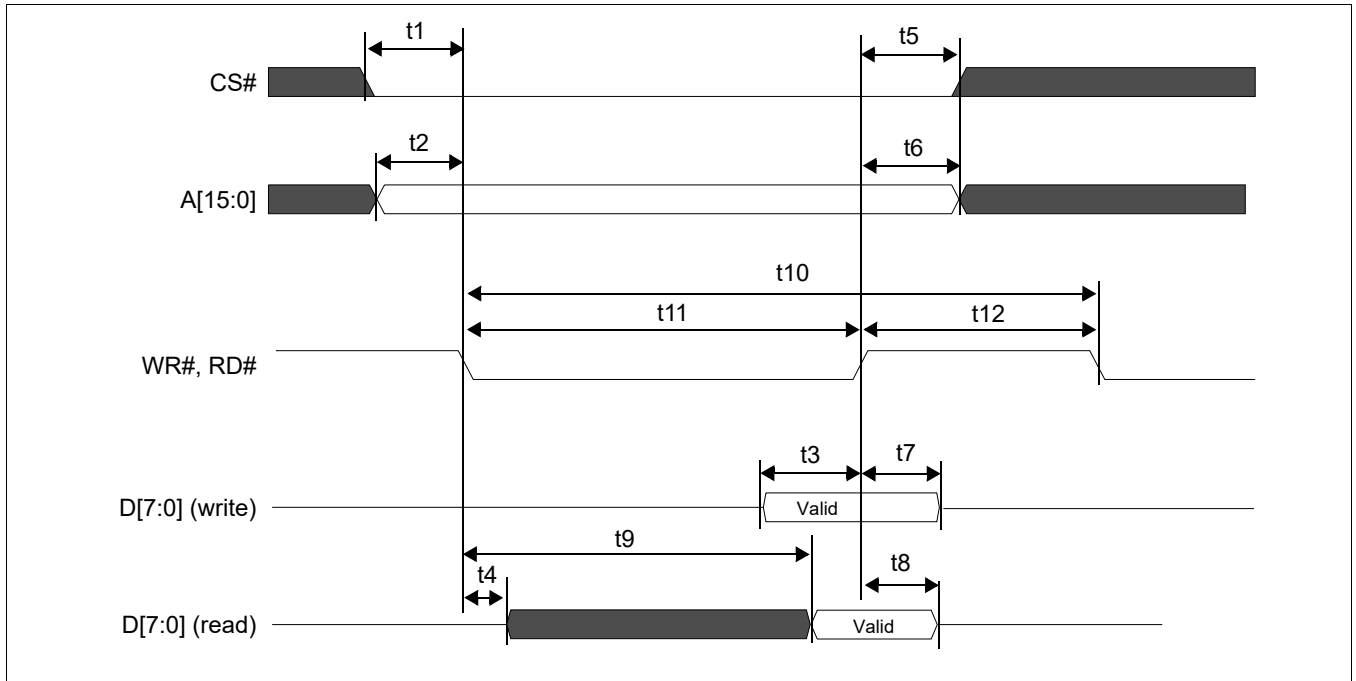 t1
t5
CS#
t2
t6
A[15:0]
t10
t11
t12
WR#, RD#
t3
t7
D[7:0] (write)
Valid
t9
t4
t8
D[7:0] (read)
Valid